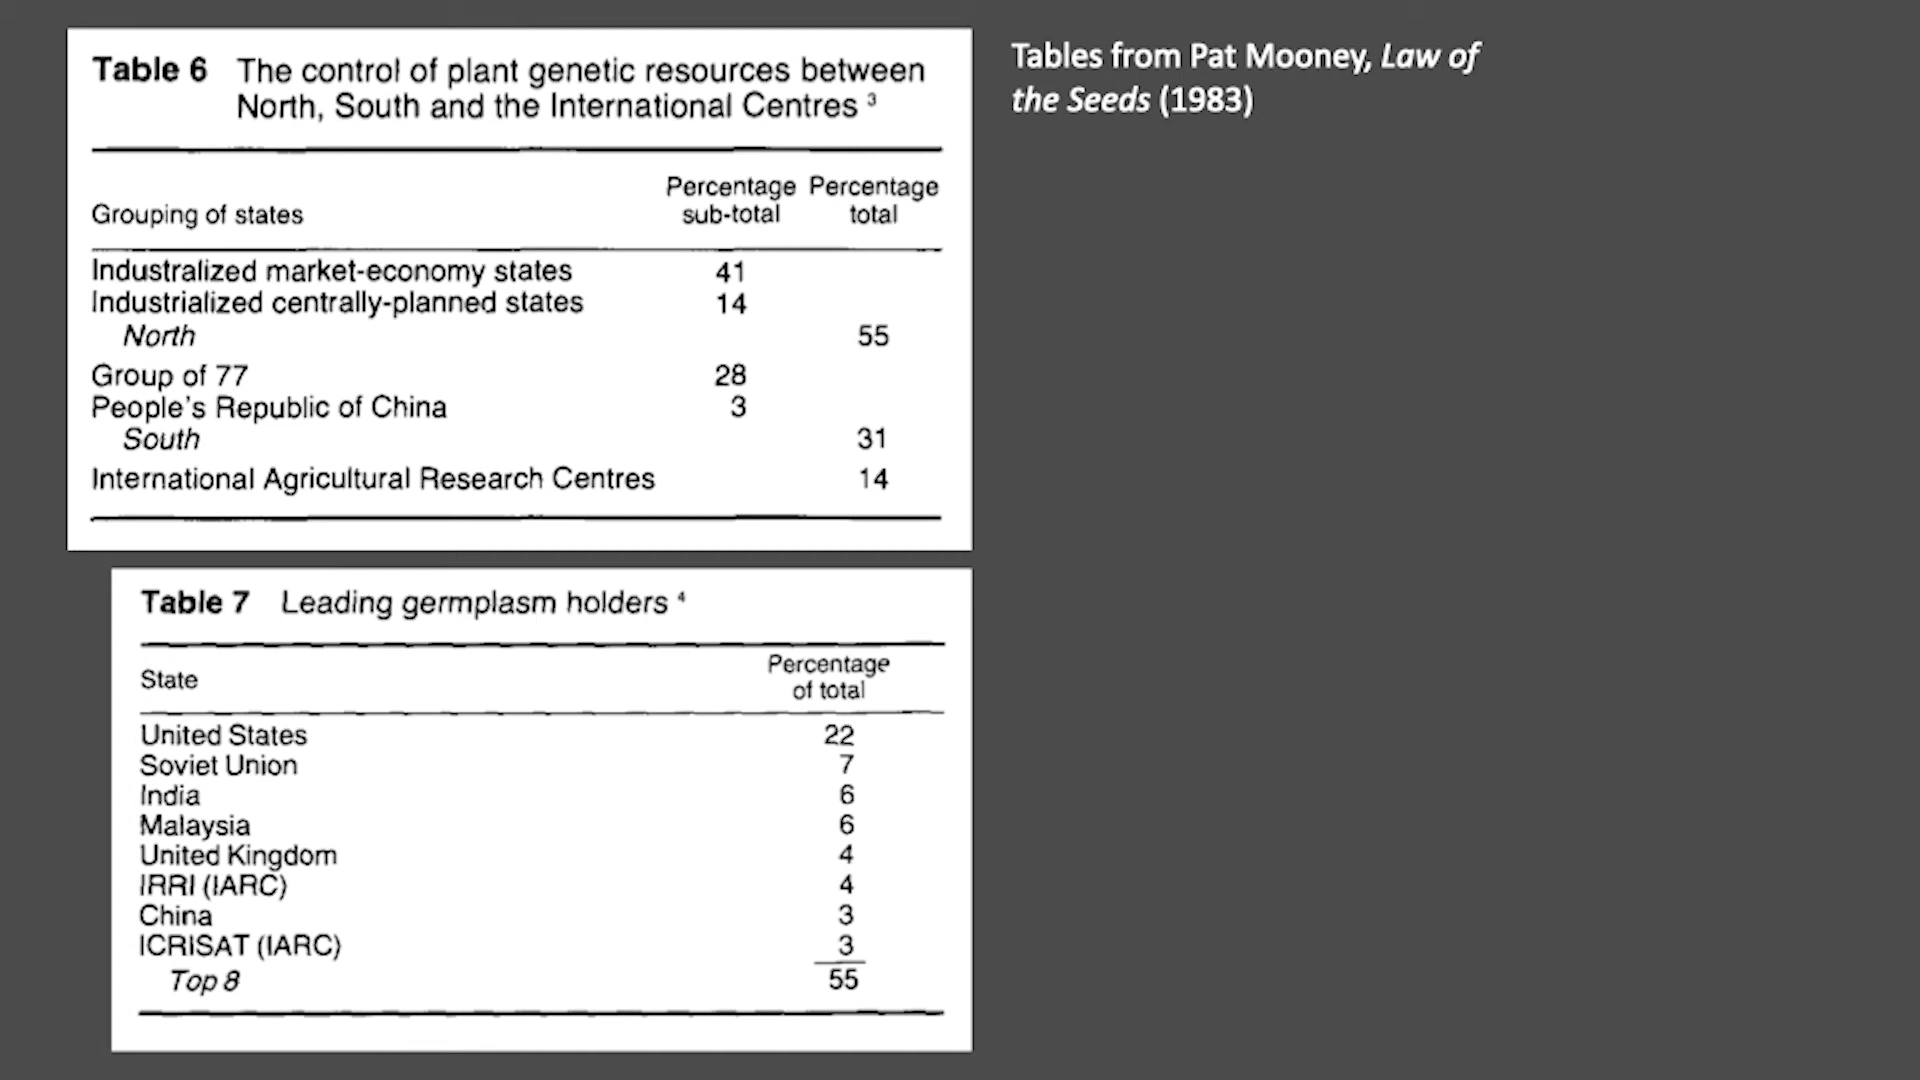 Table 6 The control of plant genetic resources between
North, South and the International Centres ³
Grouping of states
Percentage sub-total
Percentage total
Industralized market-economy states 41
Industrialized centrally-planned states 14
North 55
Group of 77 28
People's Republic of China 3
South 31
International Agricultural Research Centres 14
Table 7 Leading germplasm holders ⁴
State
Percentage of total
United States 22
Soviet Union 7
India 6
Malaysia 6
United Kingdom 4
IRRI (IARC) 4
China 3
ICRISAT (IARC) 3
Top 8 55
Tables from Pat Mooney, Law of
the Seeds (1983)